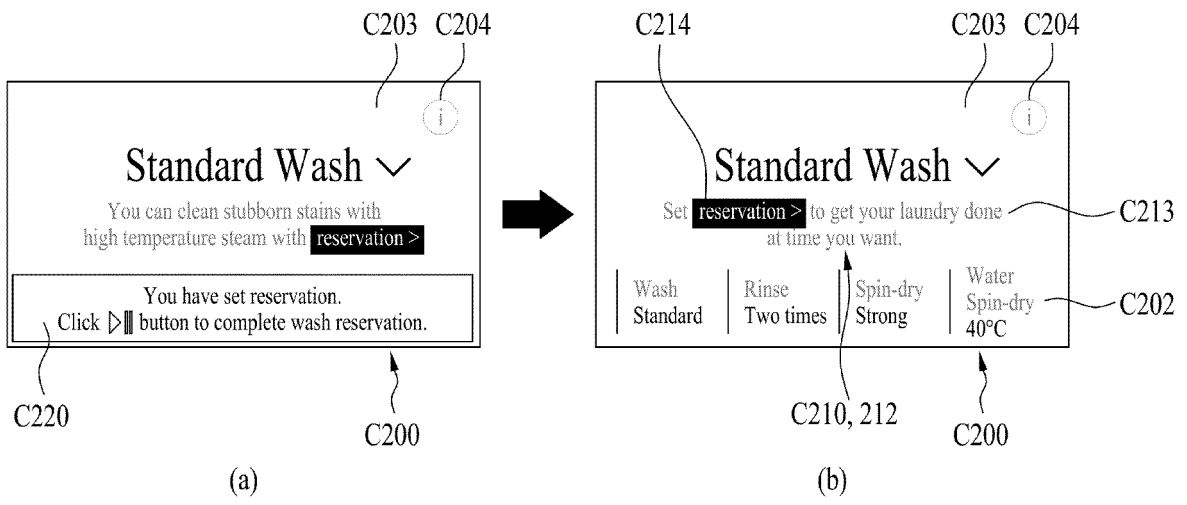 C203 C204
i
Standard Wash
You can clean stubborn stains with
high temperature steam with reservation >
You have set reservation.
Click button to complete wash reservation.
C220
C200
(a)
C214 C203 C204
i
Standard Wash
Set reservation > to get your laundry done
at time you want.
C213
Wash
Standard
Rinse
Two times
Spin-dry
Strong
Water
Spin-dry
40°C
C202
C210, 212
C200
(b)